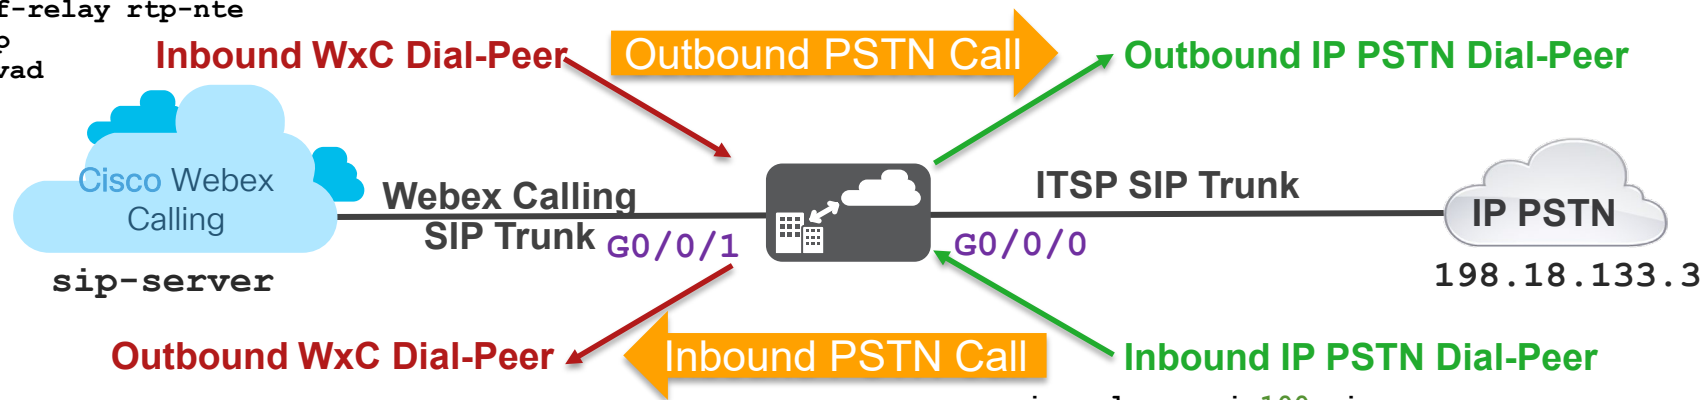 f-relay rtp-nte
p
vad
Inbound WxC Dial-Peer
Outbound PSTN Call
Outbound IP PSTN Dial-Peer
Cisco Webex
Calling
Webex Calling
SIP Trunk
G0/0/1
G0/0/0
ITSP SIP Trunk
IP PSTN
sip-server
198.18.133.3
Outbound WxC Dial-Peer
Inbound PSTN Call
Inbound IP PSTN Dial-Peer
100